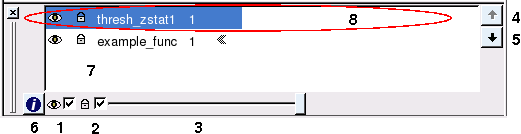 thresh_zstat1 1 8 4
example_func 1 5
7
6 1 2 3